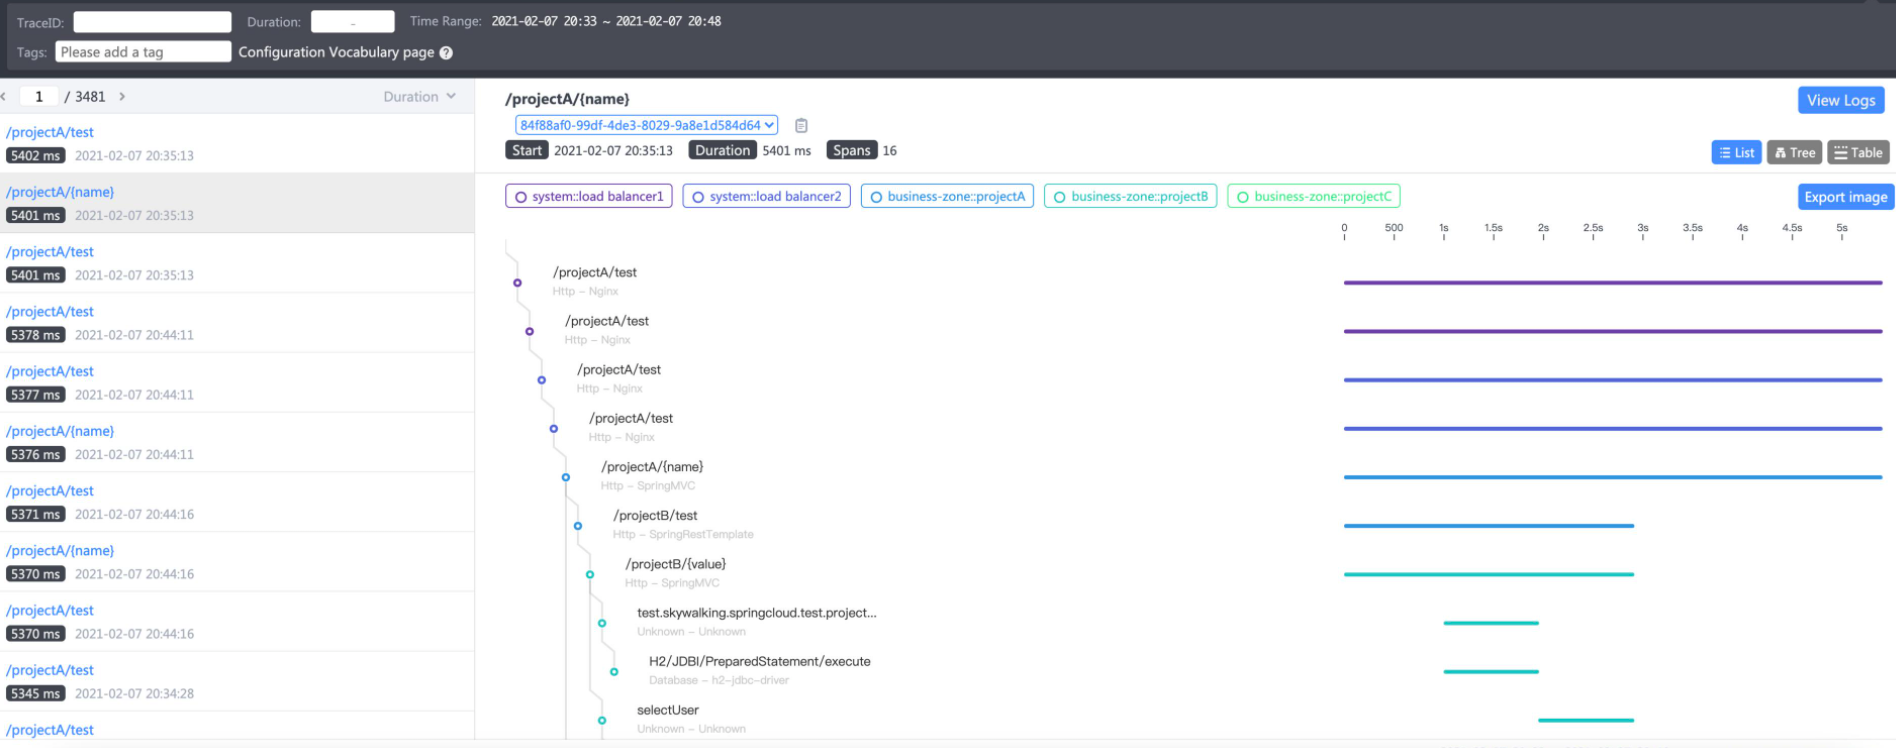 TraceID: Duration: - Time Range: 2021-02-07 20:33 ~ 2021-02-07 20:48
Tags: Please add a tag Configuration Vocabulary page ?
1 / 3481 Duration
/projectA/test
5402 ms 2021-02-07 20:35:13
/projectA/{name}
5401 ms 2021-02-07 20:35:13
/projectA/test
5401 ms 2021-02-07 20:35:13
/projectA/test
5378 ms 2021-02-07 20:44:11
/projectA/test
5377 ms 2021-02-07 20:44:11
/projectA/{name}
5376 ms 2021-02-07 20:44:11
/projectA/test
5371 ms 2021-02-07 20:44:16
/projectA/{name}
5370 ms 2021-02-07 20:44:16
/projectA/test
5370 ms 2021-02-07 20:44:16
/projectA/test
5345 ms 2021-02-07 20:34:28
/projectA/test
/projectA/{name}
View Logs
84f88af0-99df-4de3-8029-9a8e1d584d64
Start 2021-02-07 20:35:13 Duration 5401 ms Spans 16
List Tree Table
system::load balancer1 system::load balancer2 business-zone::projectA business-zone::projectB business-zone::projectC
Export image
0 500 1s 1.5s 2s 2.5s 3s 3.5s 4s 4.5s 5s
/projectA/test
Http - Nginx
/projectA/test
Http - Nginx
/projectA/test
Http - Nginx
/projectA/test
Http - Nginx
/projectA/{name}
Http - SpringMVC
/projectB/test
Http - SpringRestTemplate
/projectB/{value}
Http - SpringMVC
test.skywalking.springcloud.test.project...
Unknown - Unknown
H2/JDBI/PreparedStatement/execute
Database - h2-jdbc-driver
selectUser
Unknown - Unknown